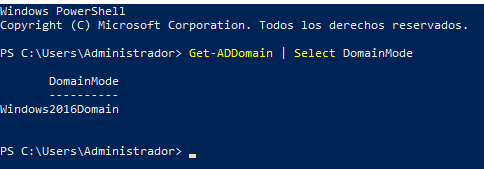 Windows PowerShell
Copyright (C) Microsoft Corporation. Todos los derechos reservados.
PS C:\Users\Administrador> Get-ADDomain | Select DomainMode
DomainMode
----------
Windows2016Domain
PS C:\Users\Administrador>